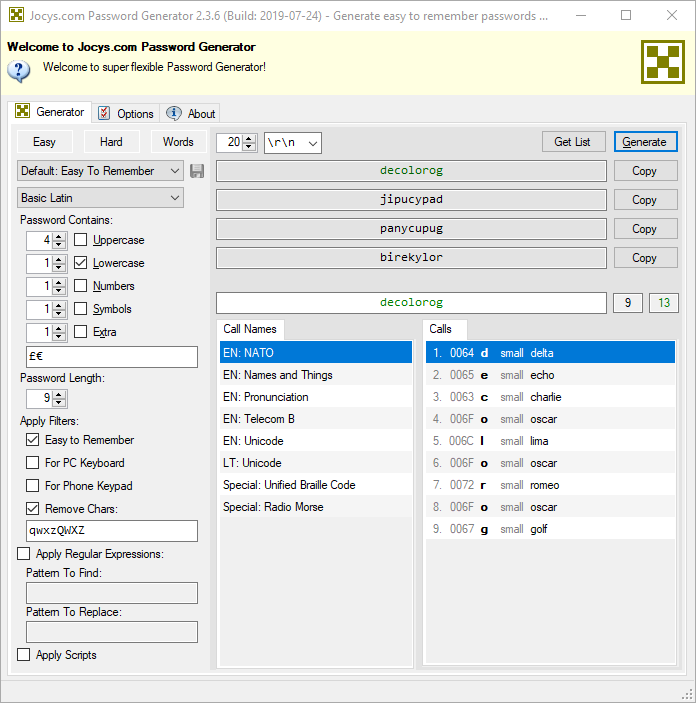 Jocys.com Password Generator 2.3.6 (Build: 2019-07-24) - Generate easy to remember passwords ...
Welcome to Jocys.com Password Generator
Welcome to super flexible Password Generator!
Generator Options About
Easy Hard Words
Default: Easy To Remember
Basic Latin
Password Contains:
4 Uppercase
1 Lowercase
1 Numbers
1 Symbols
1 Extra
£€
Password Length:
9
Apply Filters:
Easy to Remember
For PC Keyboard
For Phone Keypad
Remove Chars:
qwxzQWXZ
Apply Regular Expressions:
Pattern To Find:
Pattern To Replace:
Apply Scripts
20 \r\n Get List Generate
decolorog Copy
jipucypad Copy
panycupug Copy
birekylor Copy
decolorog 9 13
Call Names
EN: NATO
EN: Names and Things
EN: Pronunciation
EN: Telecom B
EN: Unicode
LT: Unicode
Special: Unified Braille Code
Special: Radio Morse
Calls
1. 0064 d small delta
2. 0065 e small echo
3. 0063 c small charlie
4. 006F o small oscar
5. 006C l small lima
6. 006F o small oscar
7. 0072 r small romeo
8. 006F o small oscar
9. 0067 g small golf